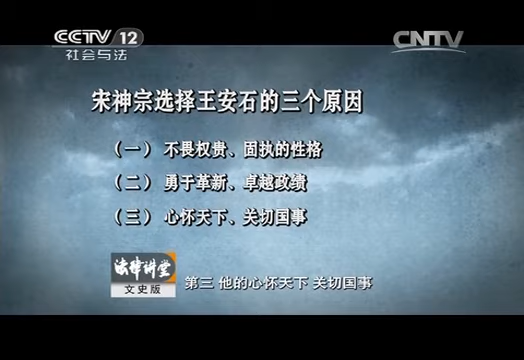 CCTV 12
社会与法
CNTV
宋神宗选择王安石的三个原因
(一) 不畏权贵、固执的性格
(二) 勇于革新、卓越政绩
(三) 心怀天下、关切国事
法律讲堂
文史版
第三 他的心怀天下 关切国事